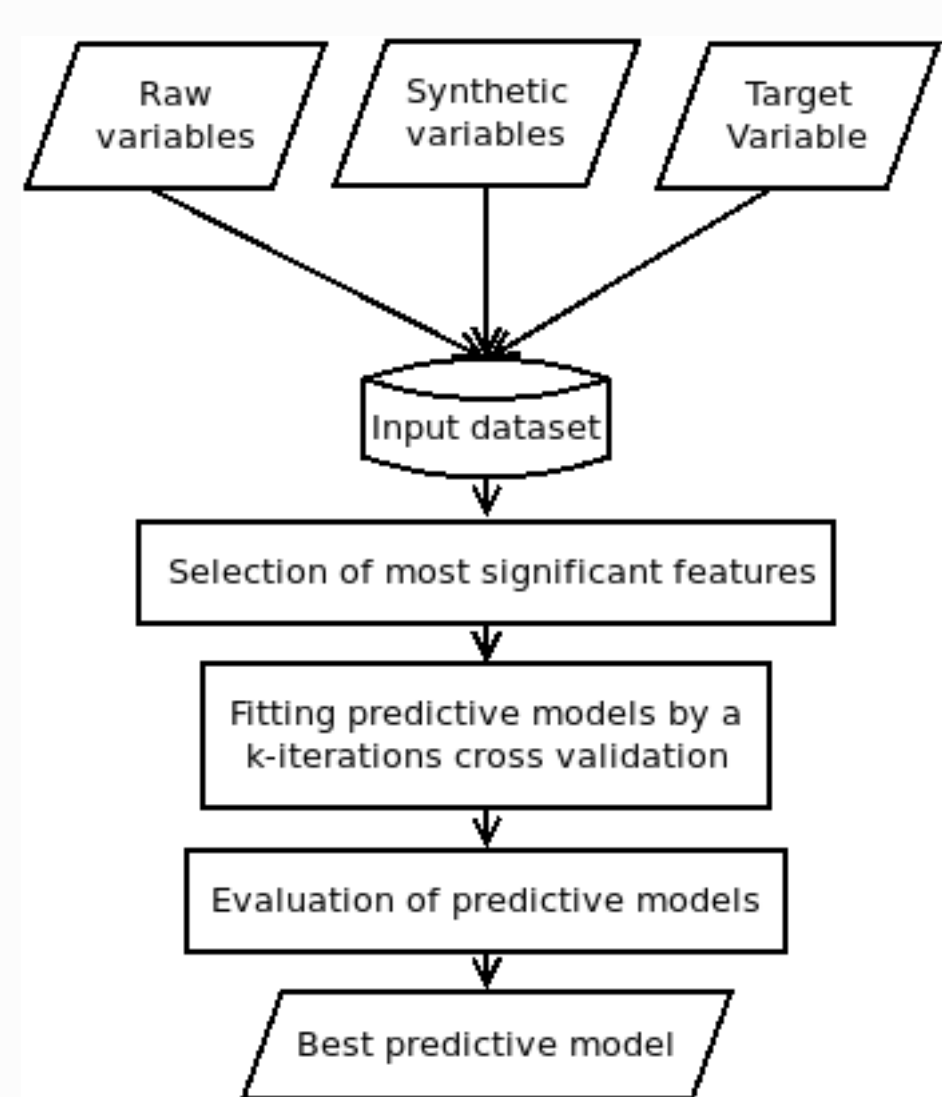 Raw
variables
Synthetic
variables
Target
Variable
Input dataset
Selection of most significant features
Fitting predictive models by a
k-iterations cross validation
Evaluation of predictive models
Best predictive model